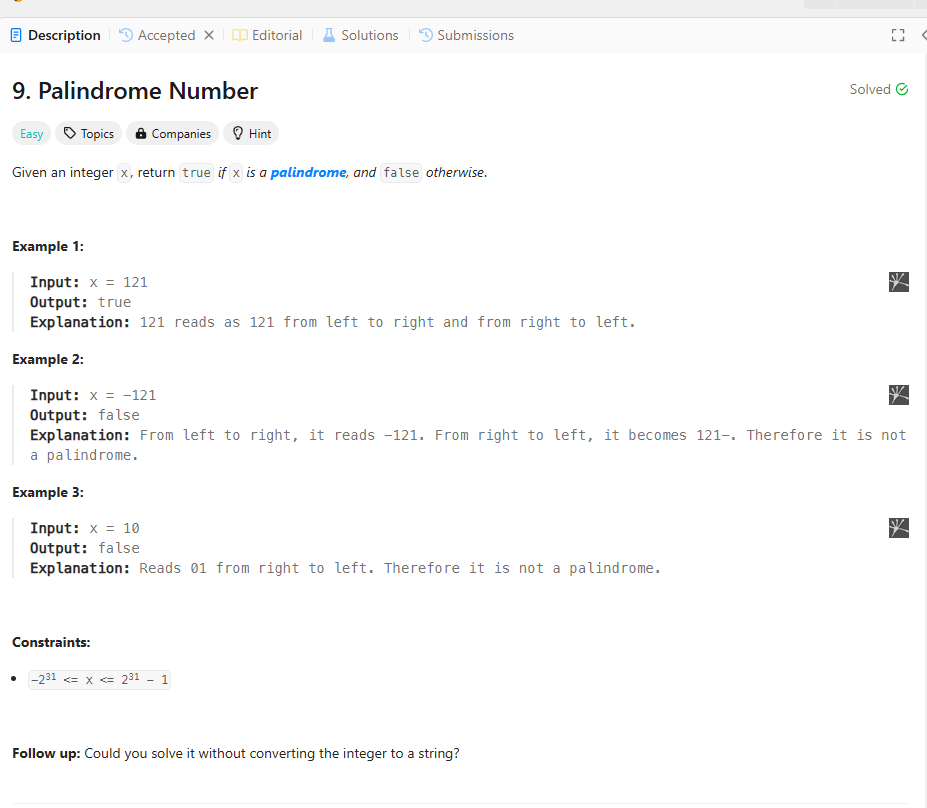 Description Accepted Editorial Solutions Submissions
9. Palindrome Number
Solved
Easy Topics Companies Hint
Given an integer x, return true if x is a palindrome, and false otherwise.
Example 1:
Input: x = 121
Output: true
Explanation: 121 reads as 121 from left to right and from right to left.
Example 2:
Input: x = -121
Output: false
Explanation: From left to right, it reads -121. From right to left, it becomes 121-. Therefore it is not
a palindrome.
Example 3:
Input: x = 10
Output: false
Explanation: Reads 01 from right to left. Therefore it is not a palindrome.
Constraints:
• -2³¹ <= x <= 2³¹ - 1
Follow up: Could you solve it without converting the integer to a string?